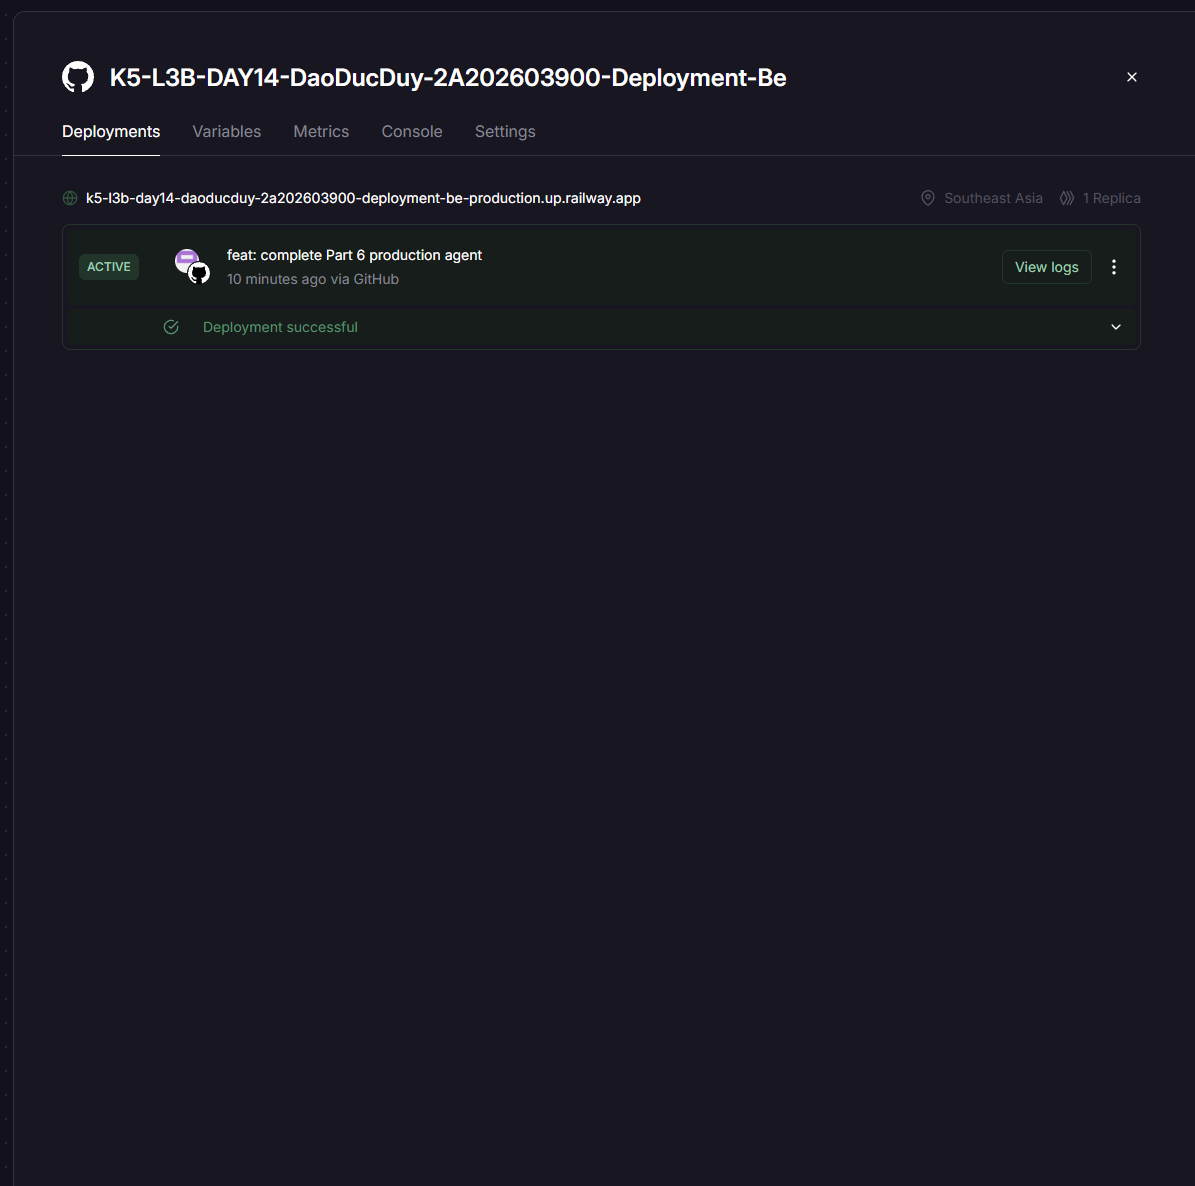 K5-L3B-DAY14-DaoDucDuy-2A202603900-Deployment-Be
Deployments Variables Metrics Console Settings
k5-l3b-day14-daoducduy-2a202603900-deployment-be-production.up.railway.app Southeast Asia 1 Replica
ACTIVE feat: complete Part 6 production agent View logs
10 minutes ago via GitHub
Deployment successful